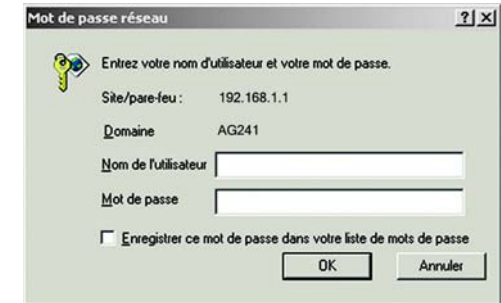 Mot de passe réseau
Entrez votre nom d'utilisateur et votre mot de passe.
Site/pare-feu : 192.168.1.1
Domaine AG241
Nom de l'utilisateur
Mot de passe
Enregistrer ce mot de passe dans votre liste de mots de passe
OK Annuler